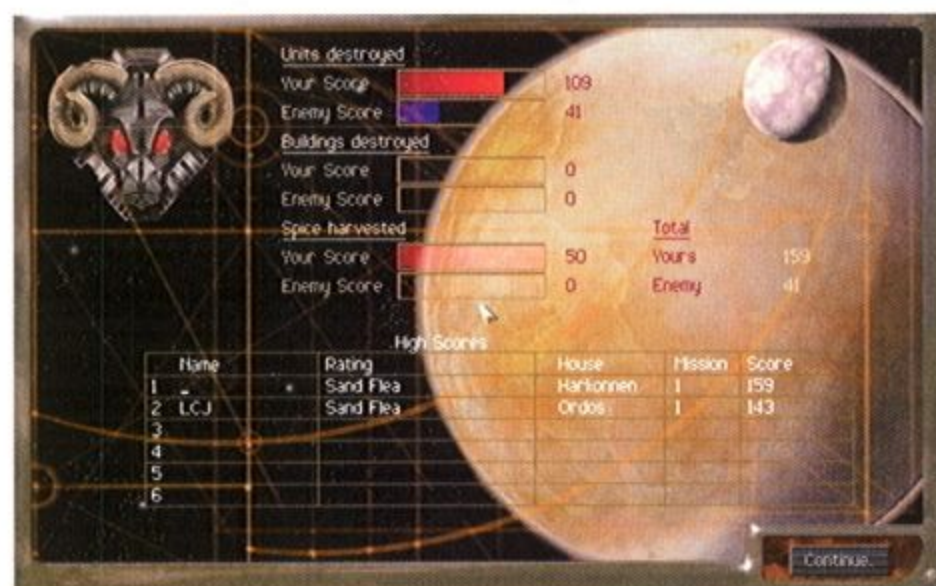 Units destroyed
Your Score 109
Enemy Score 41
Buildings destroyed
Your Score 0
Enemy Score 0
Spice harvested Total
Your Score 50 Yours 159
Enemy Score 0 Enemy 41
High Scores
Name Rating House Mission Score
1 _ Sand Flea Harkonnen 1 159
2 LCJ Sand Flea Ordos 1 143
3
4
5
6
Continue..